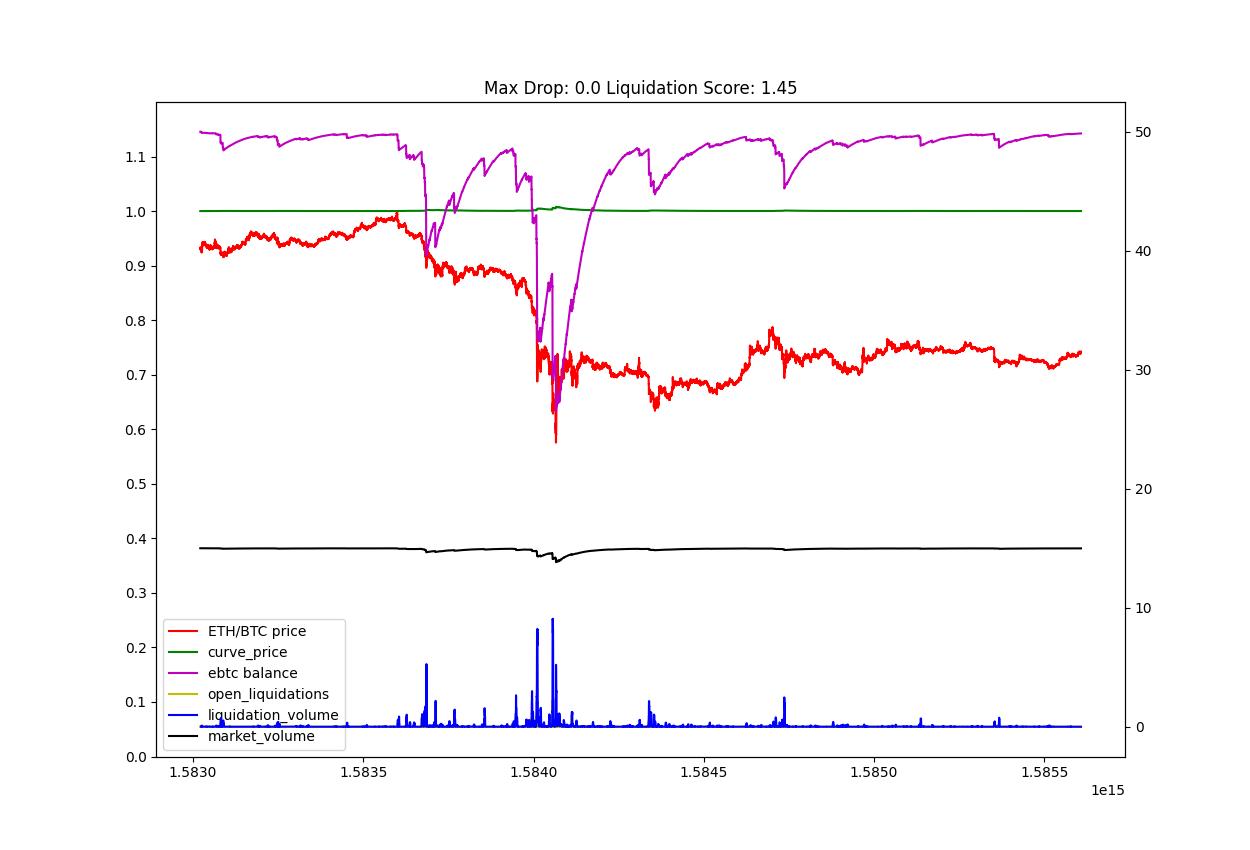 Max Drop: 0.0 Liquidation Score: 1.45
1.1
1.0
0.9
0.8
0.7
0.6
0.5
0.4
0.3
0.2
0.1
0.0
50
40
30
20
10
0
ETH/BTC price
curve_price
ebtc balance
open_liquidations
liquidation_volume
market_volume
1.5830 1.5835 1.5840 1.5845 1.5850 1.5855
1e15